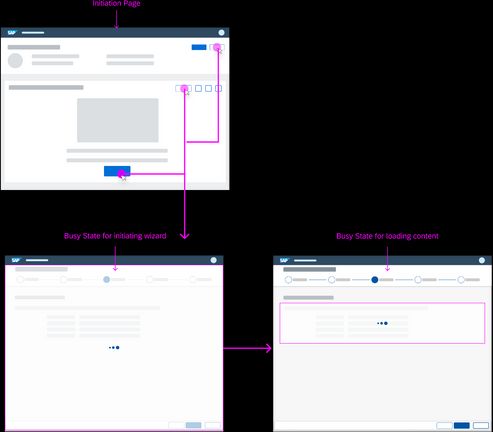 Initiation Page
SAP
Busy State for initiating wizard
Busy State for loading content
SAP
SAP